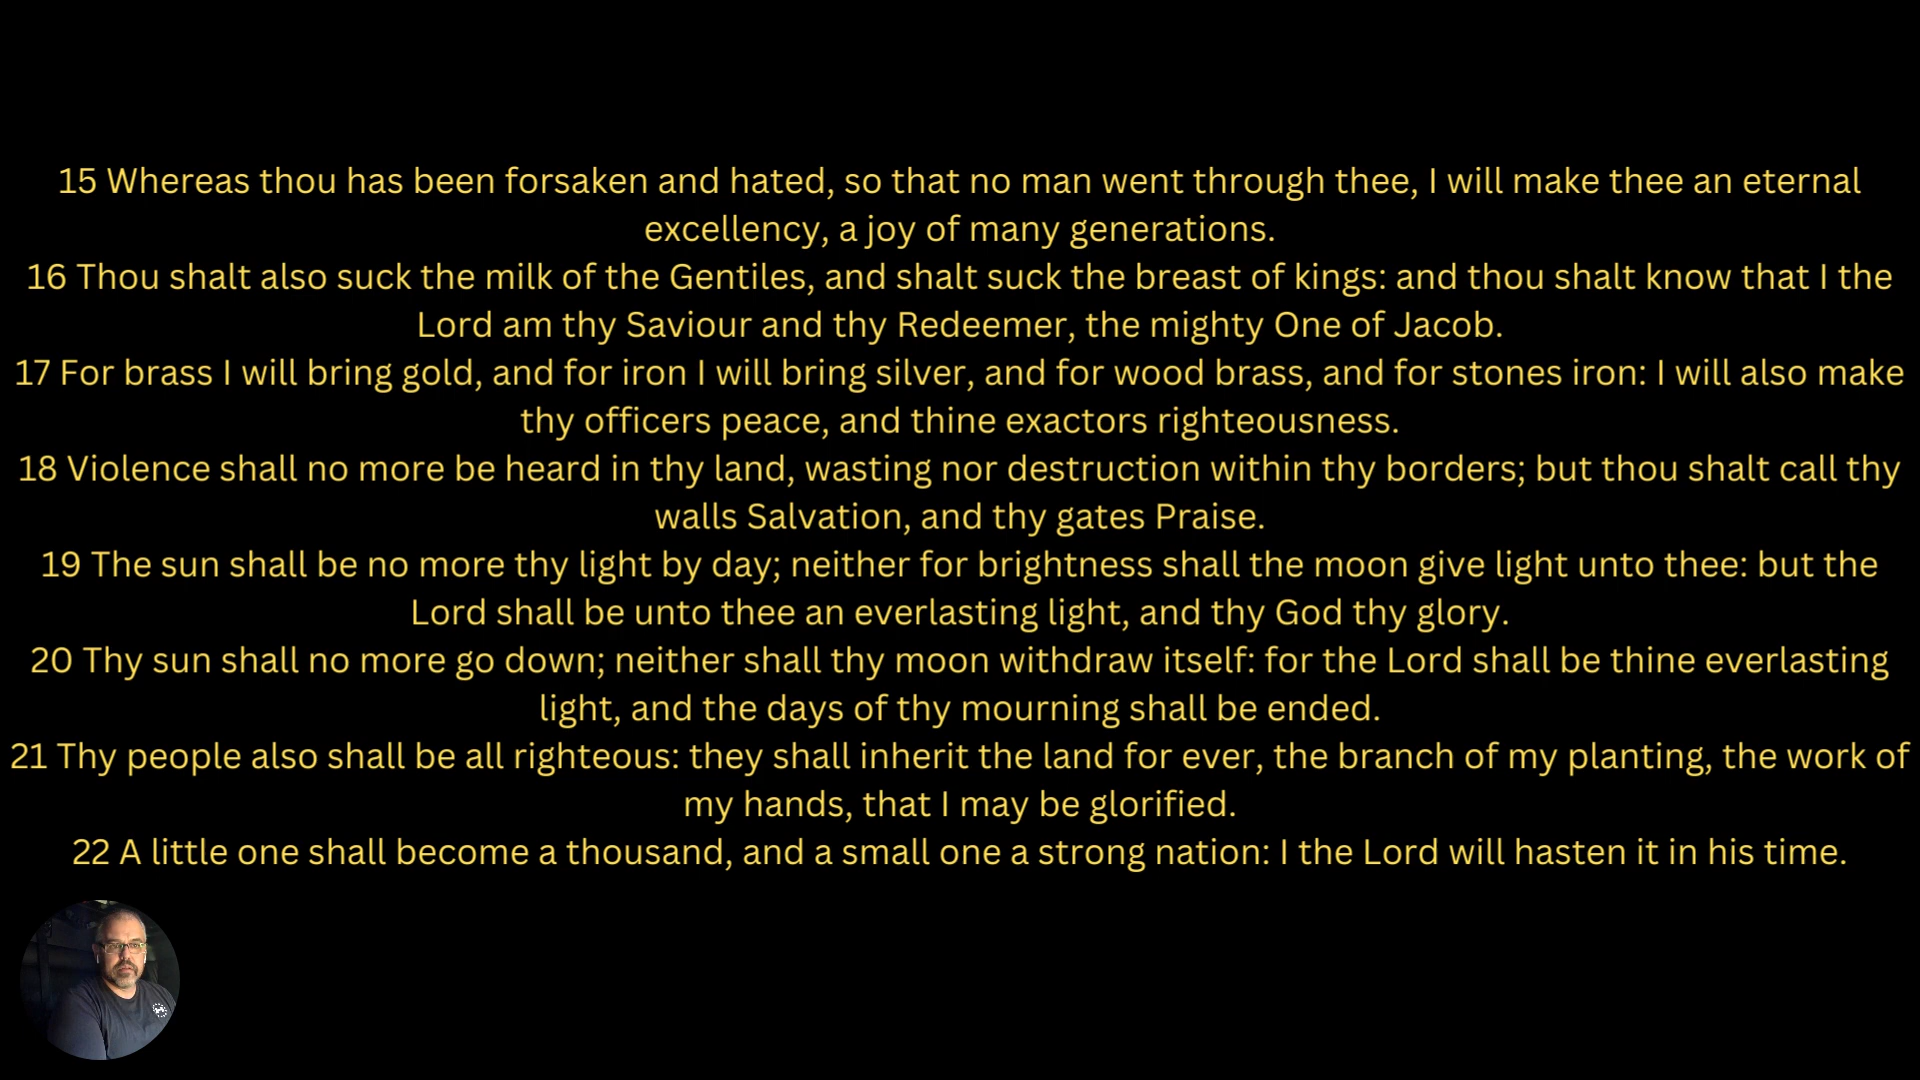 15 Whereas thou has been forsaken and hated, so that no man went through thee, I will make thee an eternal
excellency, a joy of many generations.
16 Thou shalt also suck the milk of the Gentiles, and shalt suck the breast of kings: and thou shalt know that I the
Lord am thy Saviour and thy Redeemer, the mighty One of Jacob.
17 For brass I will bring gold, and for iron I will bring silver, and for wood brass, and for stones iron: I will also make
thy officers peace, and thine exactors righteousness.
18 Violence shall no more be heard in thy land, wasting nor destruction within thy borders; but thou shalt call thy
walls Salvation, and thy gates Praise.
19 The sun shall be no more thy light by day; neither for brightness shall the moon give light unto thee: but the
Lord shall be unto thee an everlasting light, and thy God thy glory.
20 Thy sun shall no more go down; neither shall thy moon withdraw itself: for the Lord shall be thine everlasting
light, and the days of thy mourning shall be ended.
21 Thy people also shall be all righteous: they shall inherit the land for ever, the branch of my planting, the work of
my hands, that I may be glorified.
22 A little one shall become a thousand, and a small one a strong nation: I the Lord will hasten it in his time.